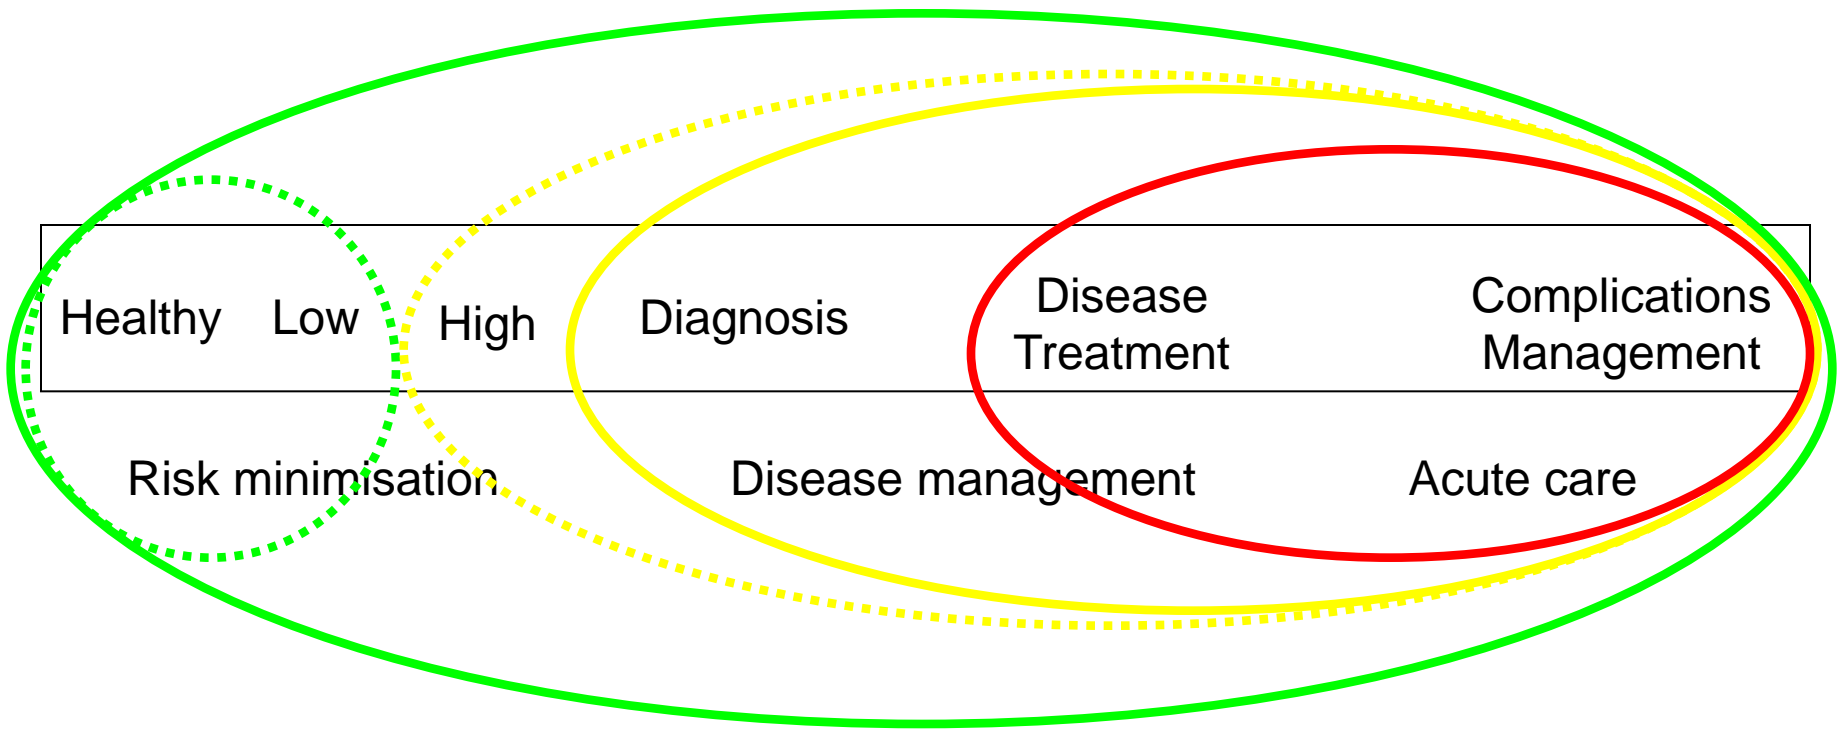 Healthy Low High Diagnosis
Disease
Treatment
Complications
Management
Risk minimisation Disease management Acute care